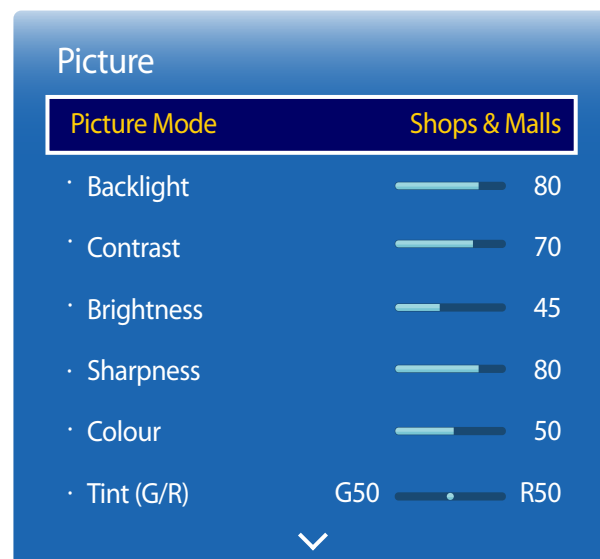 Picture
Picture Mode Shops & Malls
· Backlight 80
· Contrast 70
· Brightness 45
· Sharpness 80
· Colour 50
· Tint (G/R) G50 R50